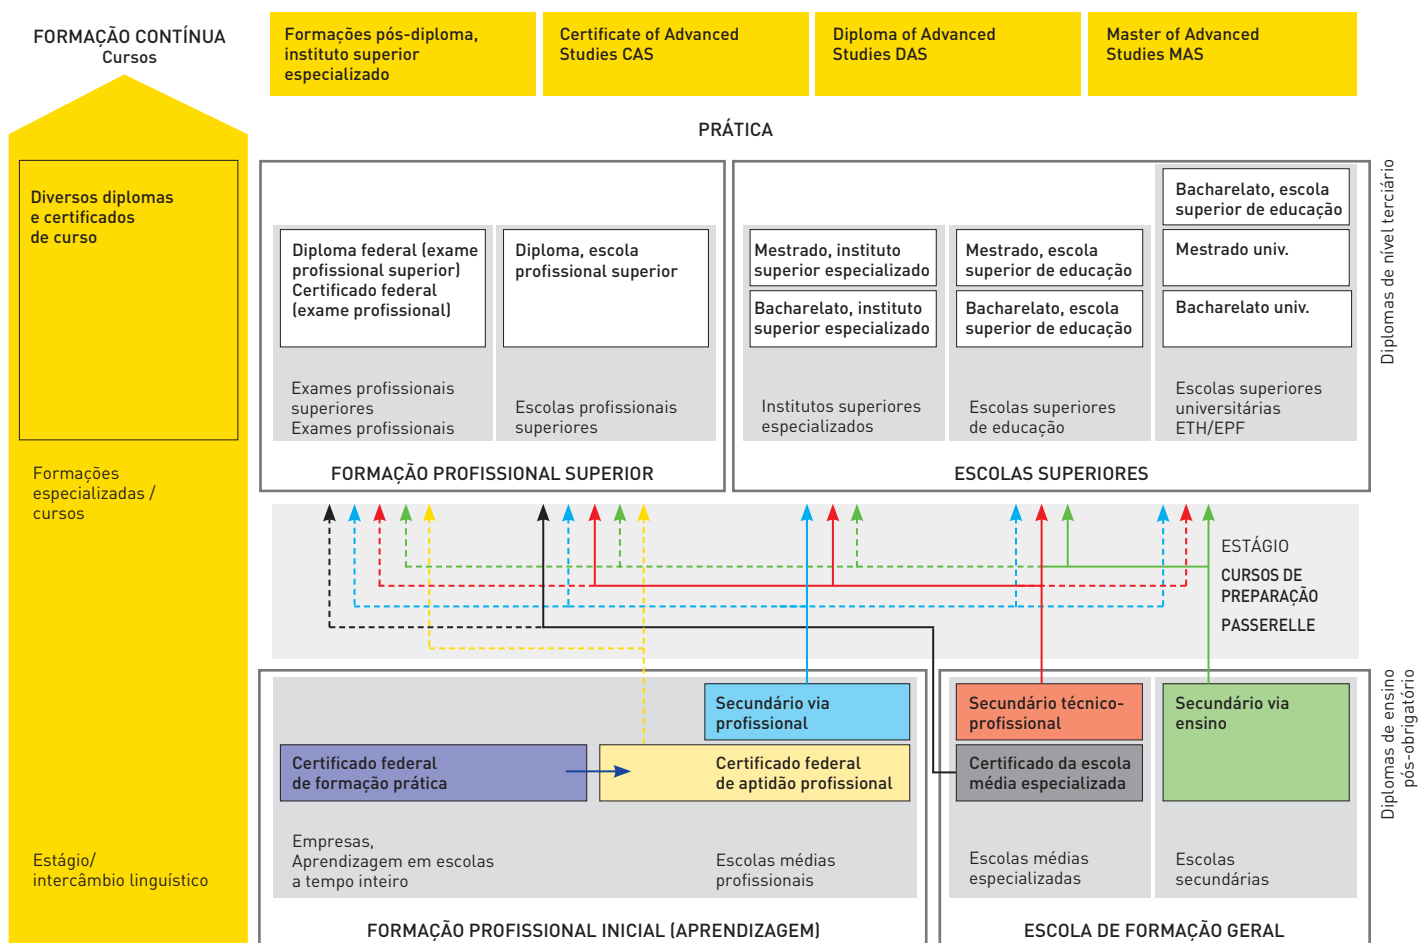 FORMAÇÃO CONTÍNUA
Cursos
Formações pós-diploma,
instituto superior
especializado
Certificate of Advanced
Studies CAS
Diploma of Advanced
Studies DAS
Master of Advanced
Studies MAS
PRÁTICA
Diversos diplomas
e certificados
de curso
Formações
especializadas /
cursos
Estágio/
intercâmbio linguístico
Diploma federal (exame
profissional superior)
Certificado federal
(exame profissional)
Exames profissionais
superiores
Exames profissionais
Diploma, escola
profissional superior
Escolas profissionais
superiores
FORMAÇÃO PROFISSIONAL SUPERIOR
Mestrado, instituto
superior especializado
Bacharelato, instituto
superior especializado
Institutos superiores
especializados
Mestrado, escola
superior de educação
Bacharelato, escola
superior de educação
Escolas superiores
de educação
Bacharelato, escola
superior de educação
Mestrado univ.
Bacharelato univ.
Escolas superiores
universitárias
ETH/EPF
ESCOLAS SUPERIORES
Diplomas de nível terciário
ESTÁGIO
CURSOS DE
PREPARAÇÃO
PASSERELLE
Secundário via
profissional
Certificado federal
de formação prática
Certificado federal
de aptidão profissional
Empresas,
Aprendizagem em escolas
a tempo inteiro
Escolas médias
profissionais
FORMAÇÃO PROFISSIONAL INICIAL (APRENDIZAGEM)
Secundário técnico-
profissional
Certificado da escola
média especializada
Escolas médias
especializadas
Secundário via
ensino
Escolas
secundárias
ESCOLA DE FORMAÇÃO GERAL
Diplomas de ensino
pós-obrigatório